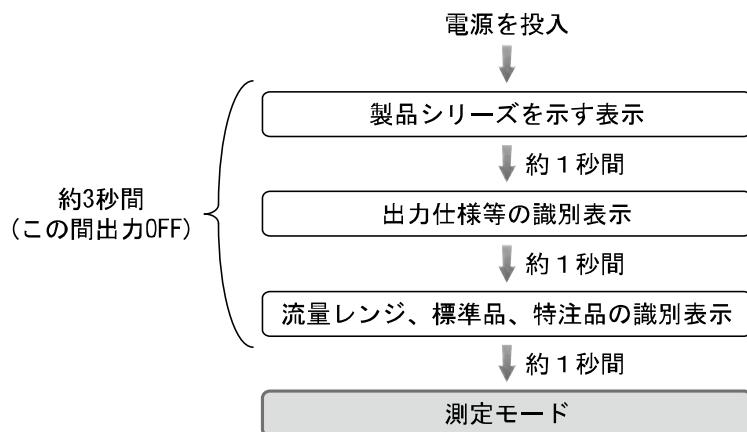 電源を投入
製品シリーズを示す表示
約１秒間
約3秒間
(この間出力OFF)
出力仕様等の識別表示
約１秒間
流量レンジ、標準品、特注品の識別表示
約１秒間
測定モード